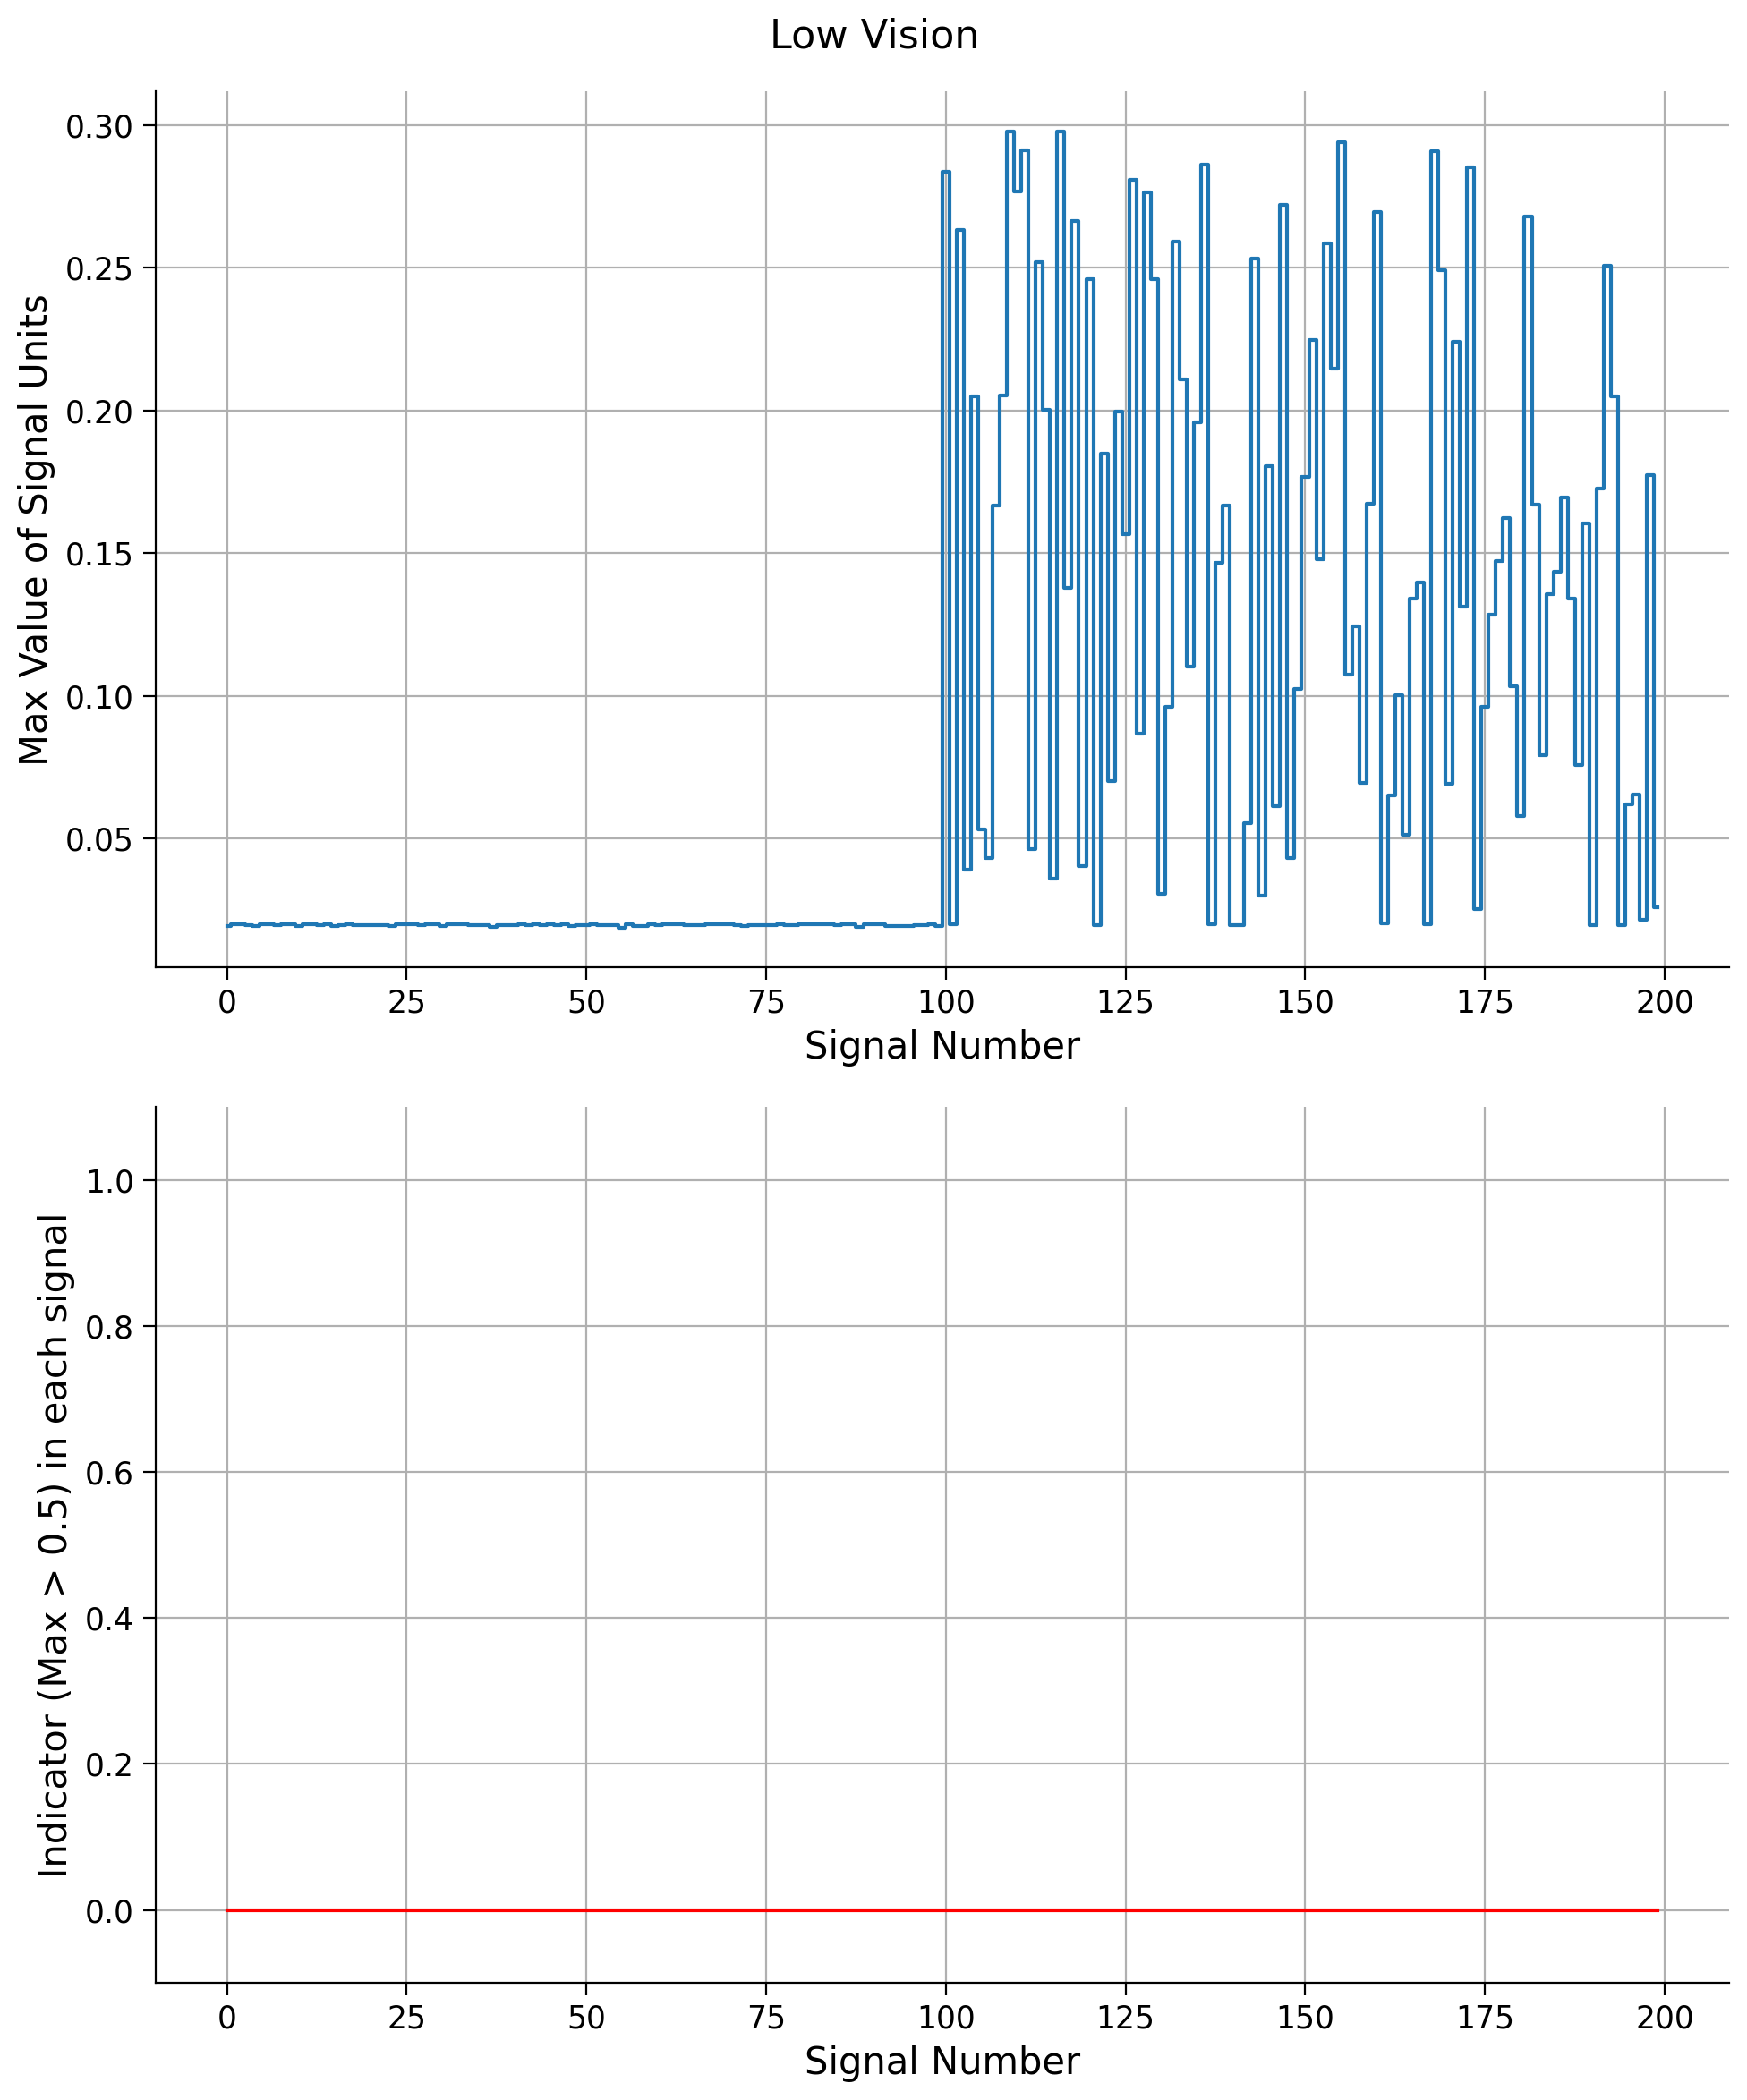 Low Vision
Max Value of Signal Units
0.30
0.25
0.20
0.15
0.10
0.05
0 25 50 75 100 125 150 175 200
Signal Number
Indicator (Max > 0.5) in each signal
1.0
0.8
0.6
0.4
0.2
0.0
0 25 50 75 100 125 150 175 200
Signal Number